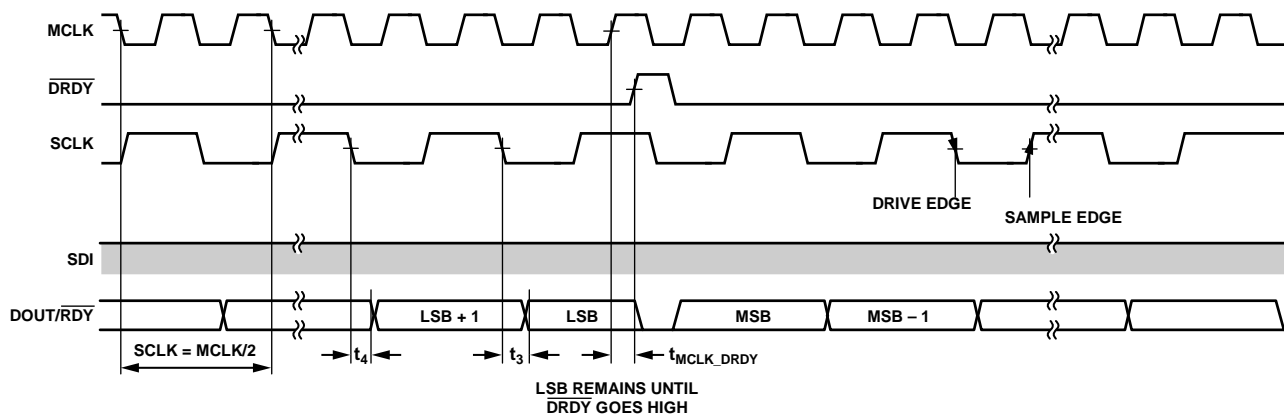 MCLK
DRDY
SCLK
DRIVE EDGE
SAMPLE EDGE
SDI
DOUT/RDY
LSB + 1
LSB
MSB
MSB – 1
SCLK = MCLK/2
t4
t3
tMCLK_DRDY
LSB REMAINS UNTIL
DRDY GOES HIGH